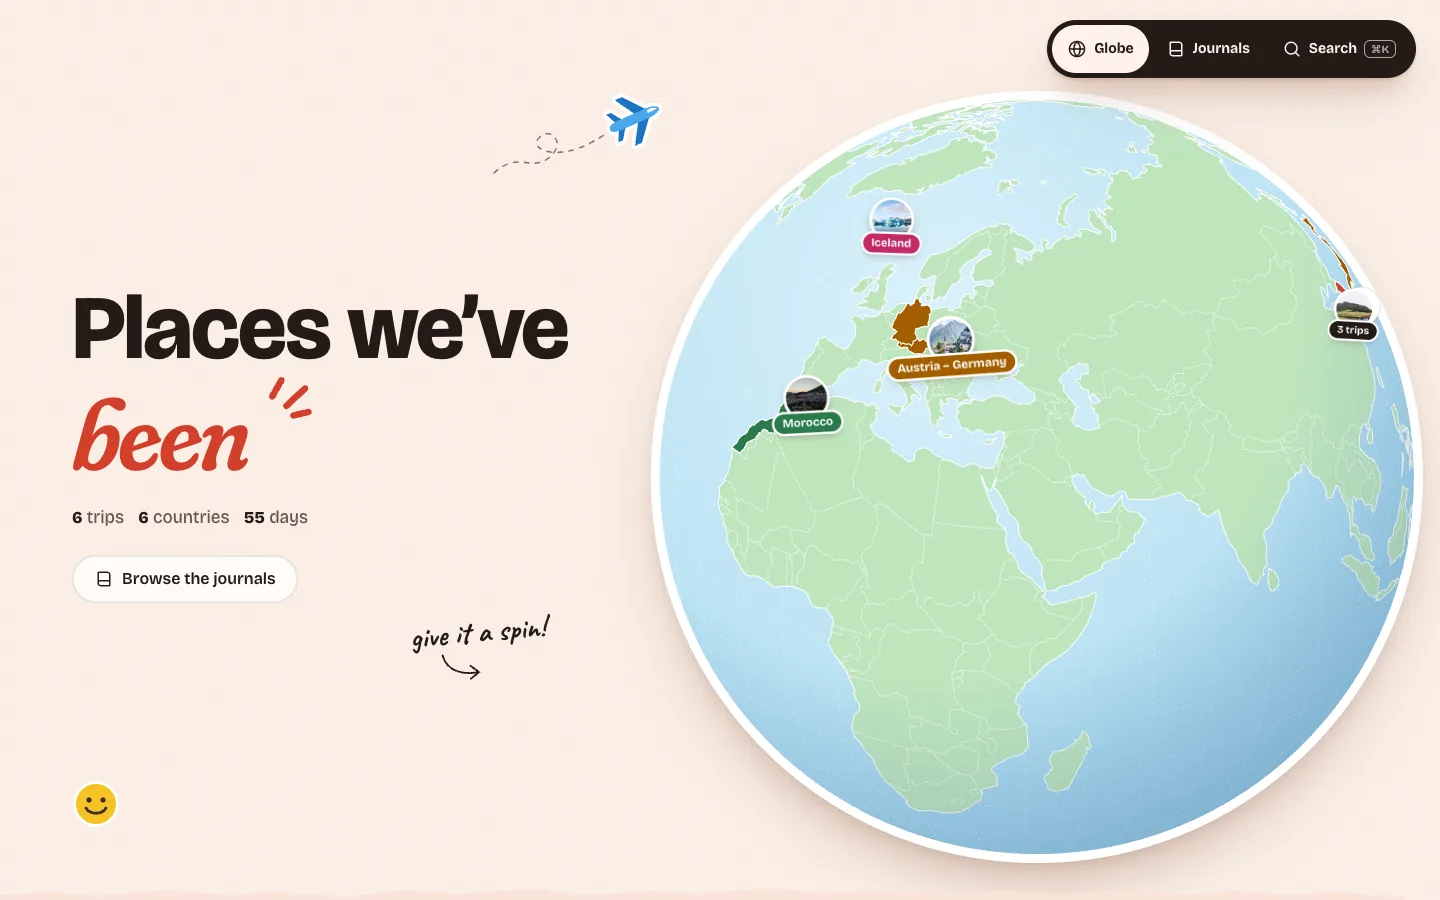 Globe
Journals
Search ⌘K
Places we've
been
6 trips 6 countries 55 days
Browse the journals
give it a spin!
Iceland
3 trips
Austria – Germany
Morocco